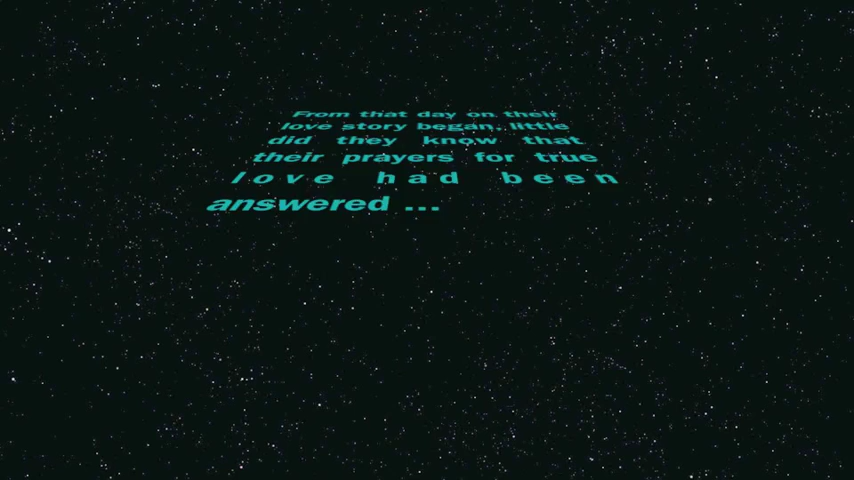 From that day on their
love story began, little
did they know that
their prayers for true
love had been
answered ...